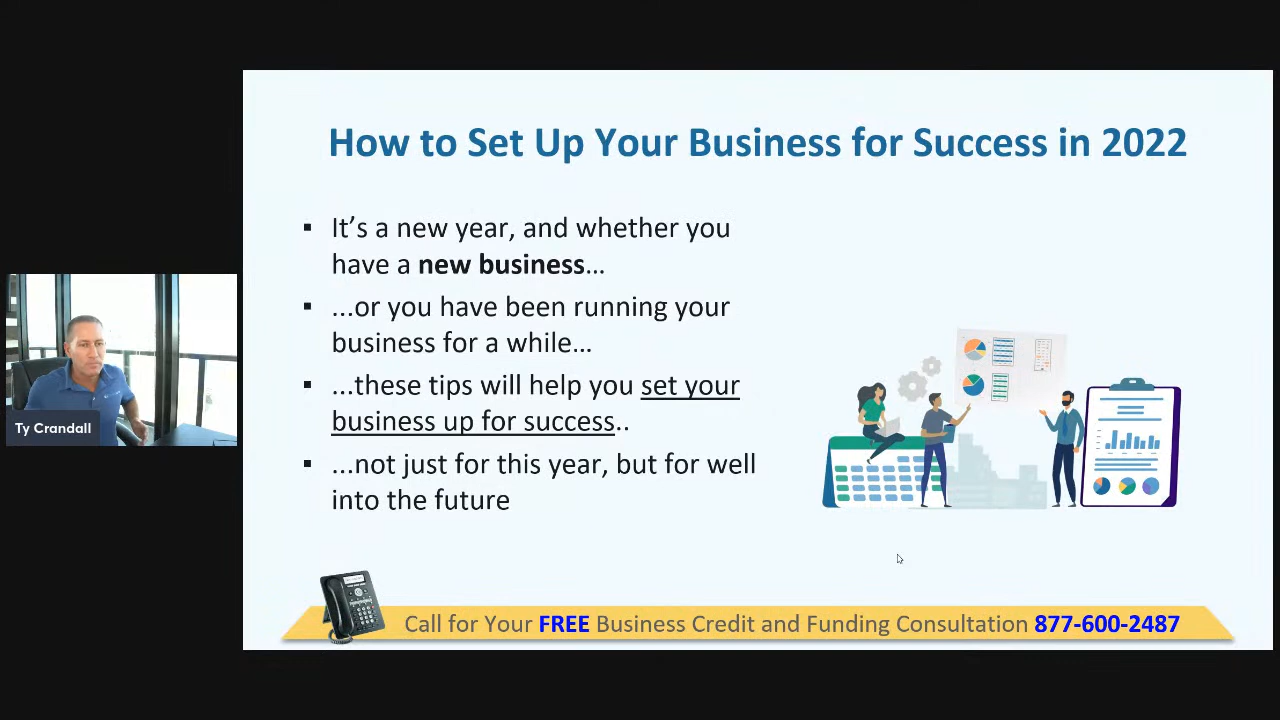 How to Set Up Your Business for Success in 2022
▪ It’s a new year, and whether you
have a new business…
▪ ...or you have been running your
business for a while…
▪ ...these tips will help you set your
business up for success..
▪ ...not just for this year, but for well
into the future
Ty Crandall
Call for Your FREE Business Credit and Funding Consultation 877-600-2487